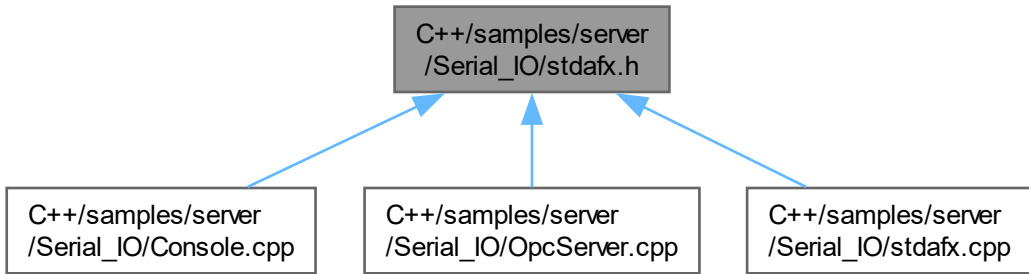 C++/samples/server
/Serial_IO/stdafx.h
C++/samples/server
/Serial_IO/Console.cpp
C++/samples/server
/Serial_IO/OpcServer.cpp
C++/samples/server
/Serial_IO/stdafx.cpp